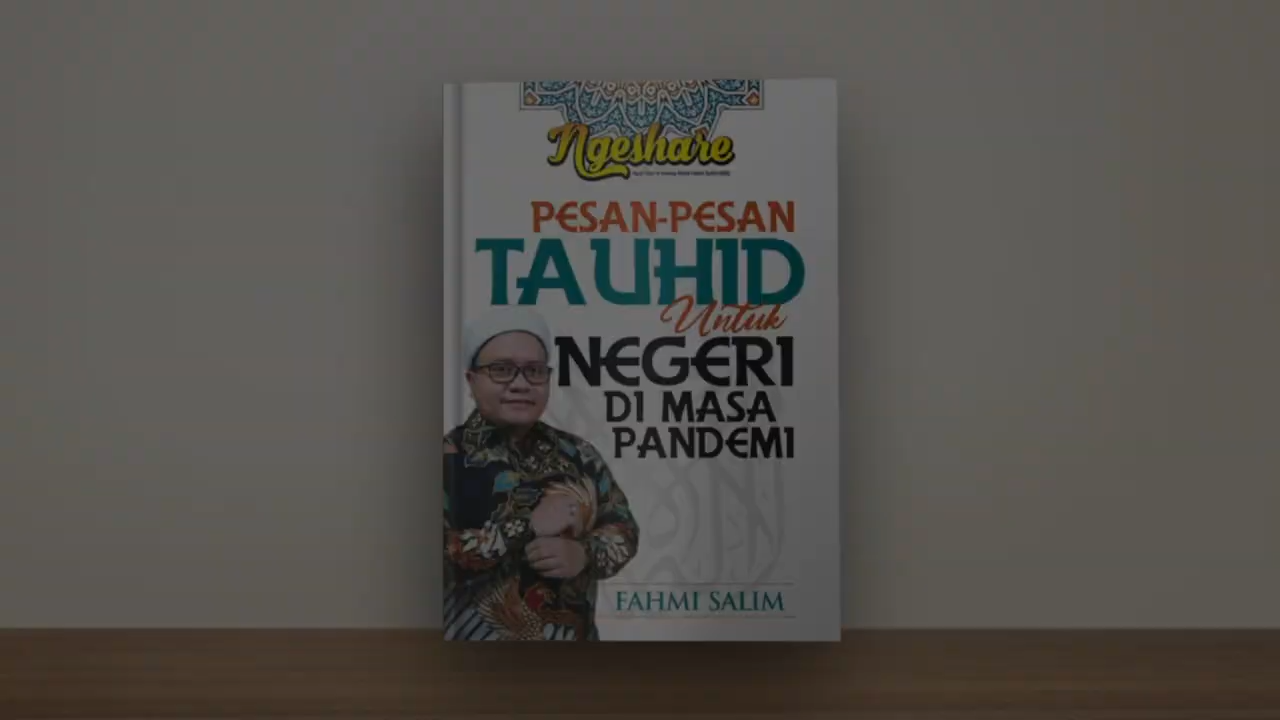 Ngeshare
PESAN-PESAN
TAUHID
Untuk
NEGERI
DI MASA
PANDEMI
FAHMI SALIM